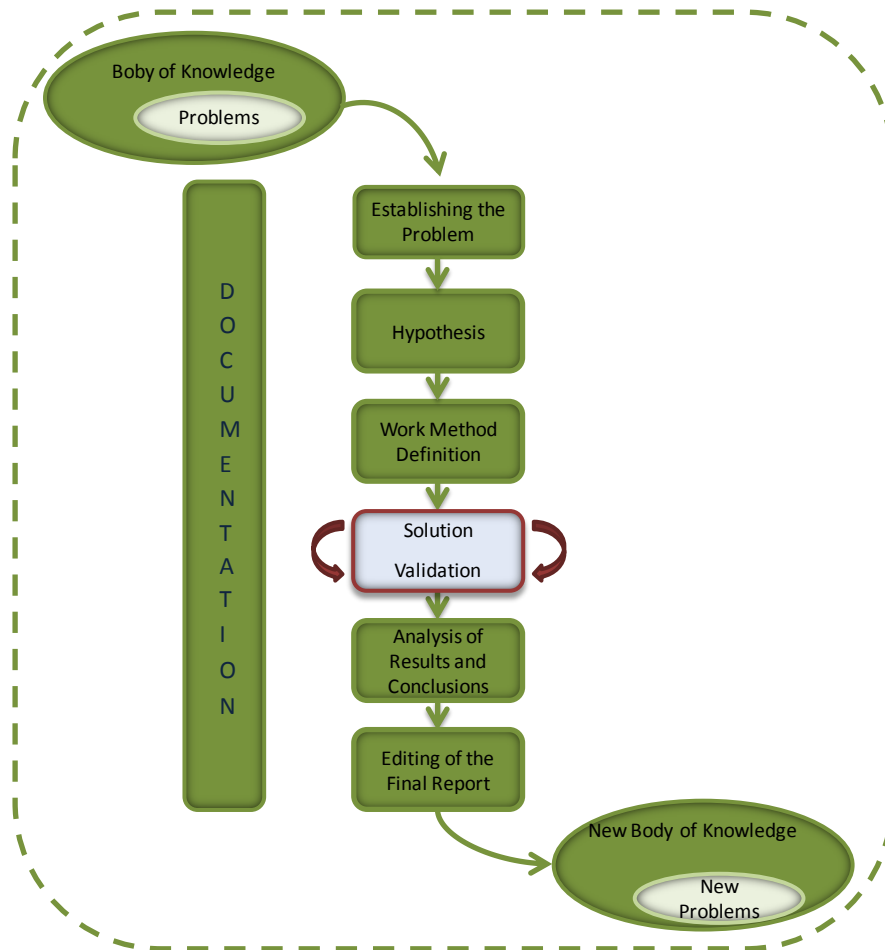 Boby of Knowledge
Problems
Establishing the
Problem
Hypothesis
Work Method
Definition
Solution
Validation
Analysis of
Results and
Conclusions
Editing of the
Final Report
D
O
C
U
M
E
N
T
A
T
I
O
N
New Body of Knowledge
New
Problems